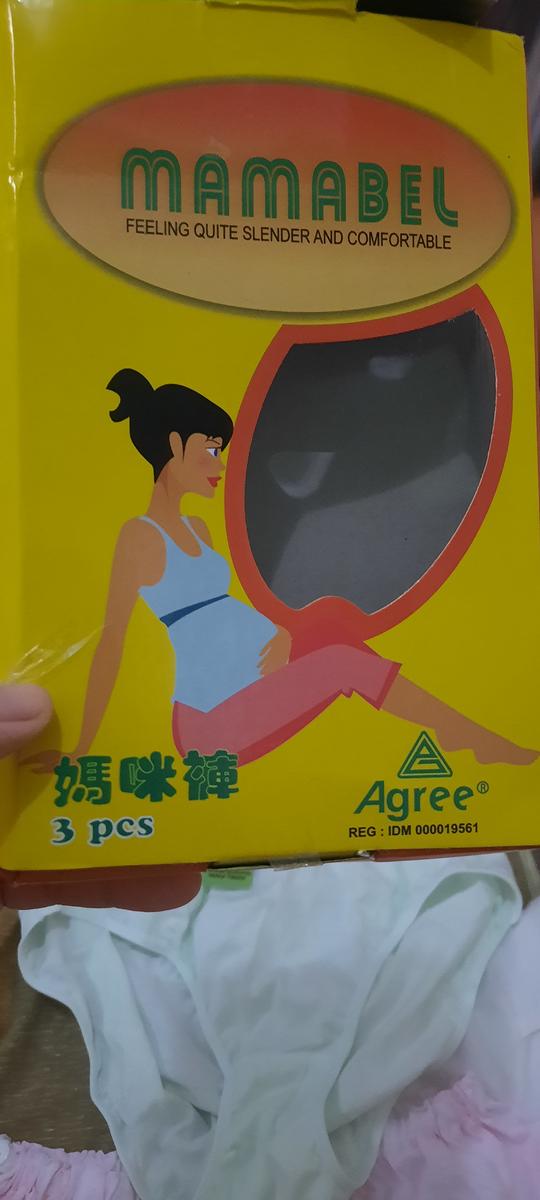 MAMABEL
FEELING QUITE SLENDER AND COMFORTABLE
媽咪褲
3 pcs
Agree®
REG : IDM 000019561